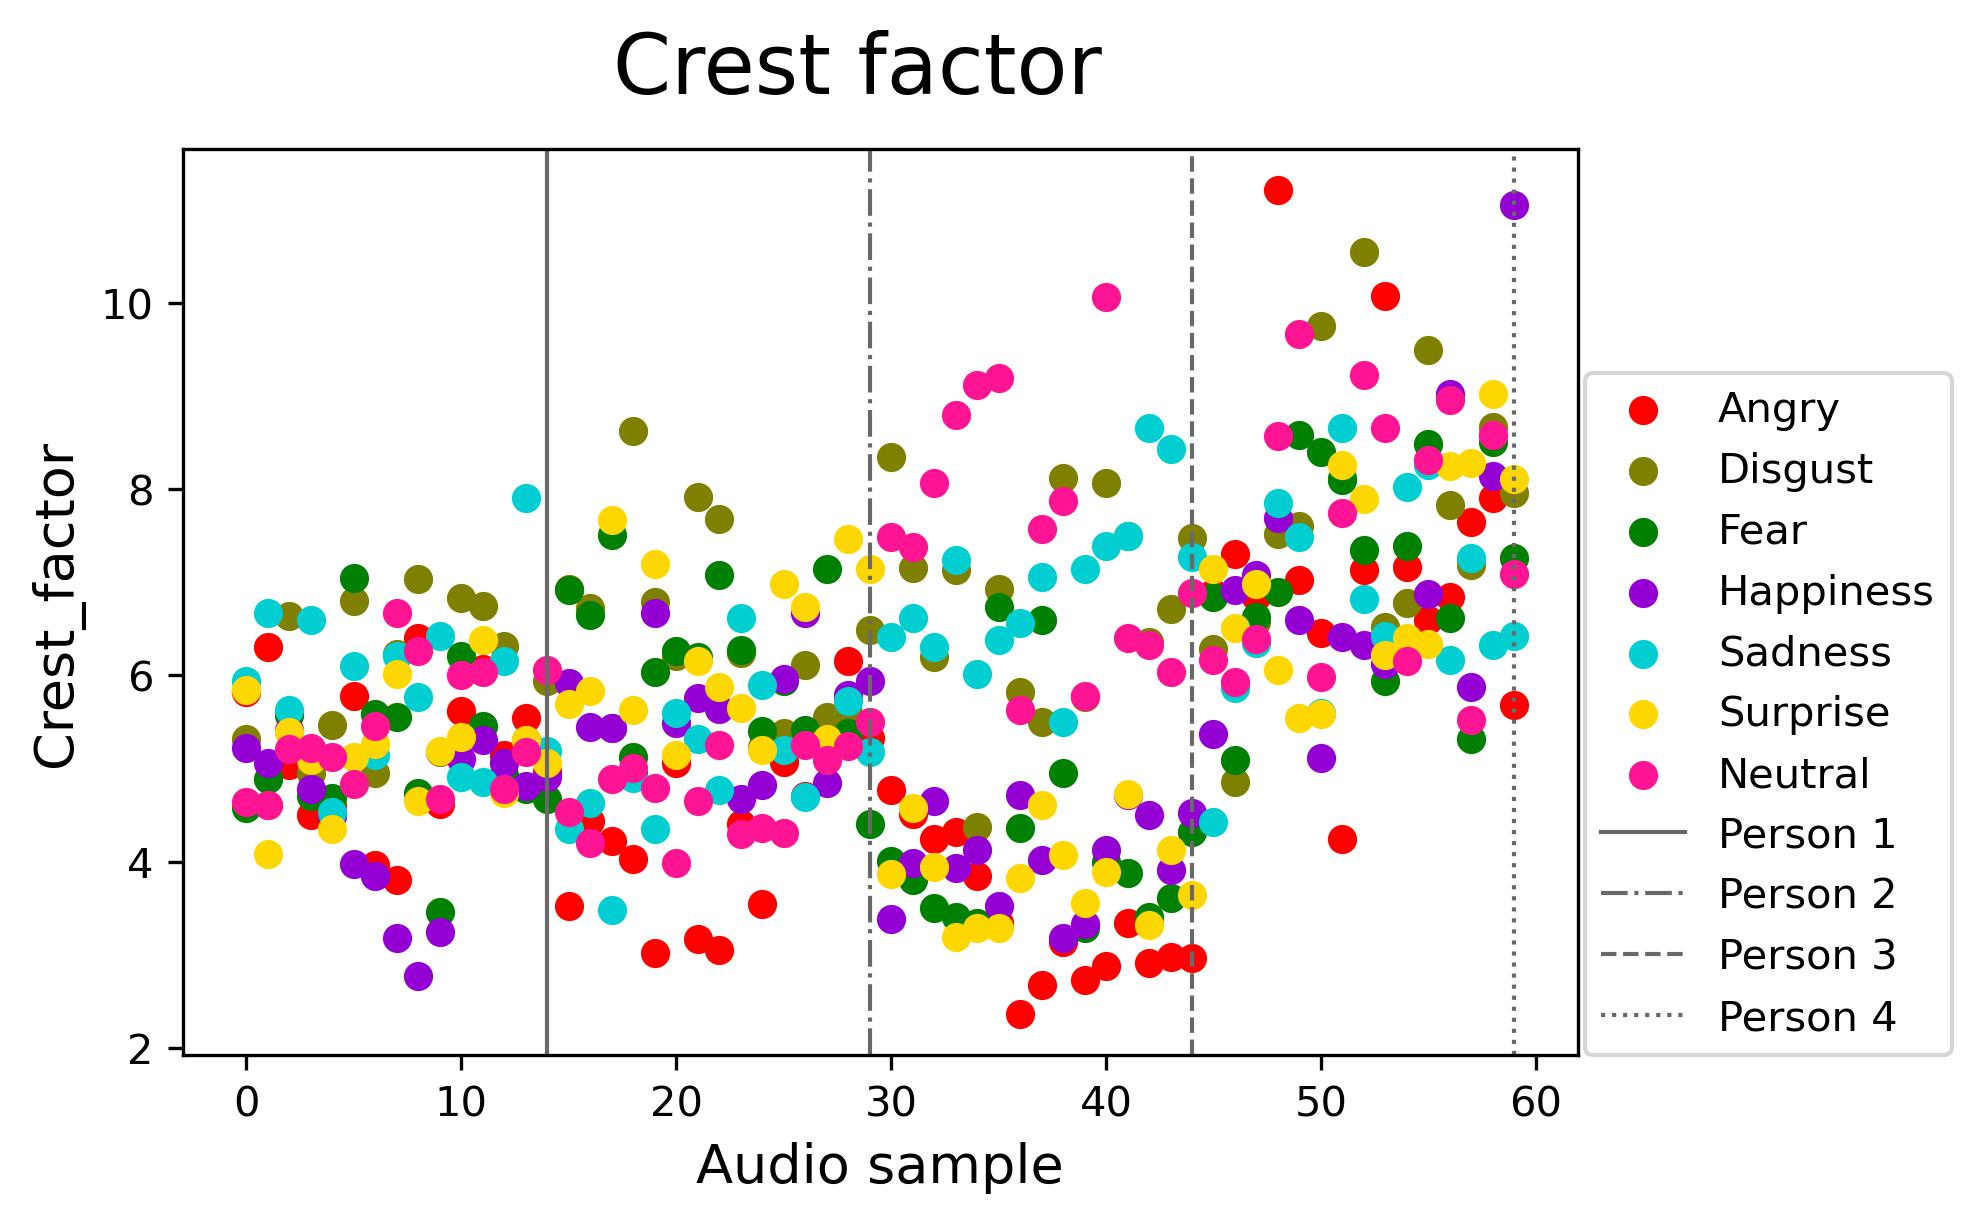 Crest factor
Crest_factor
10
8
6
4
2
0 10 20 30 40 50 60
Audio sample
Angry
Disgust
Fear
Happiness
Sadness
Surprise
Neutral
Person 1
Person 2
Person 3
Person 4